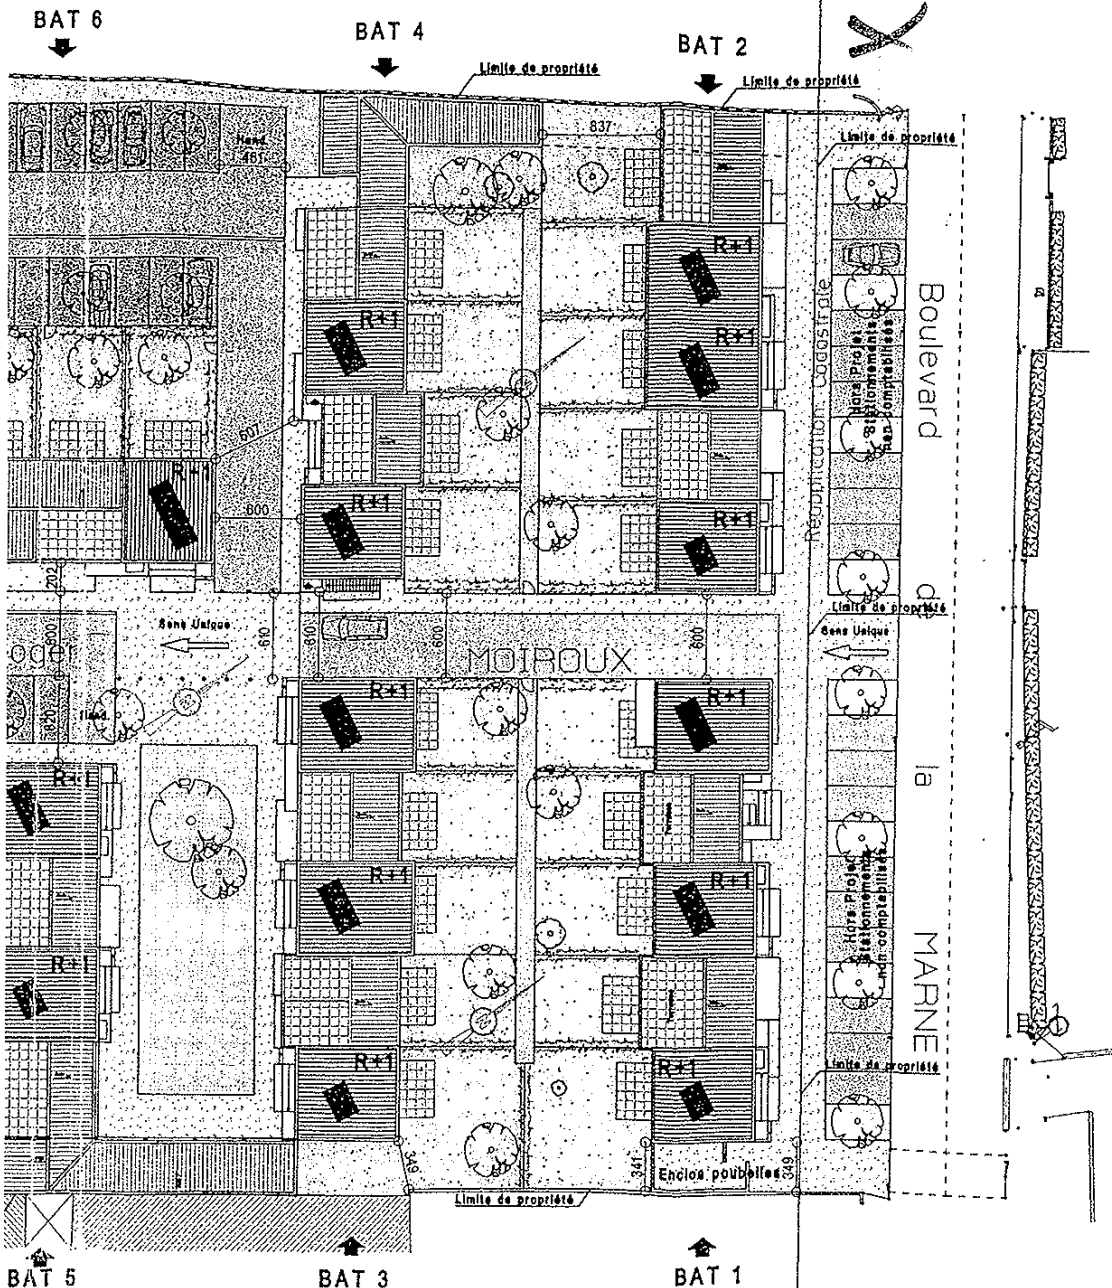 BAT 6
BAT 4
BAT 2
Limite de propriété
Limite de propriété
Limite de propriété
837
Hand.
461
R+1
R+1
R+1
R+1
Hors Projet
Stationnements
non comptabilisés
Boulevard
607
R+1
R+1
R+1
600
202
de
Limite de propriété
600
Sens Unique
610
610
600
MOIROUX
600
Sens Unique
R+1
R+1
520
Hand.
R+1
la
Terrasse
R+1
R+1
Hors Projet
Stationnements
non comptabilisés
R+1
MARNE
Terrasse
R+1
R+1
Limite de propriété
349
341
Enclos poubelles
349
Limite de propriété
BAT 5
BAT 3
BAT 1